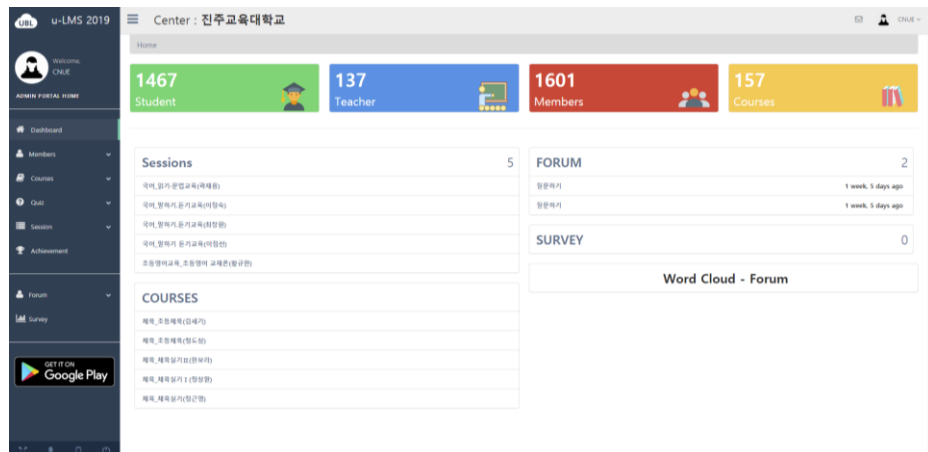 UBL
u-LMS 2019
Center : 진주교육대학교
CNUE
Welcome,
CNUE
ADMIN PORTAL HOME
Home
1467
Student
137
Teacher
1601
Members
157
Courses
Dashboard
Members
Courses
Quiz
Session
Achievement
Forum
Survey
GET IT ON
Google Play
Sessions 5
국어_읽기·문법교육(곽재용)
국어_말하기.듣기교육(이정숙)
국어_말하기.듣기교육(최창원)
국어_말하기 듣기교육
초등영어교육_초등영어 교재론(황규한)
COURSES
체육_초등체육(김세기)
체육_초등체육(정도상)
체육_체육실기II(한보라)
체육_체육실기 I (정상원)
체육_체육실기(정근영)
FORUM 2
질문하기 1 week, 5 days ago
질문하기 1 week, 5 days ago
SURVEY 0
Word Cloud - Forum